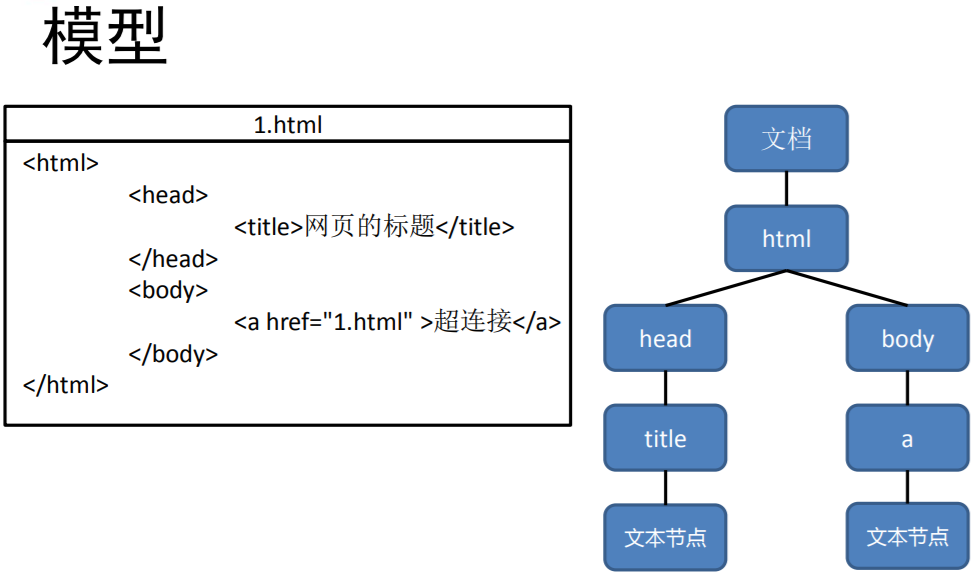 模型
1.html
<html>
<head>
<title>网页的标题</title>
</head>
<body>
<a href="1.html" >超连接</a>
</body>
</html>
文档
html
head
body
title
a
文本节点
文本节点